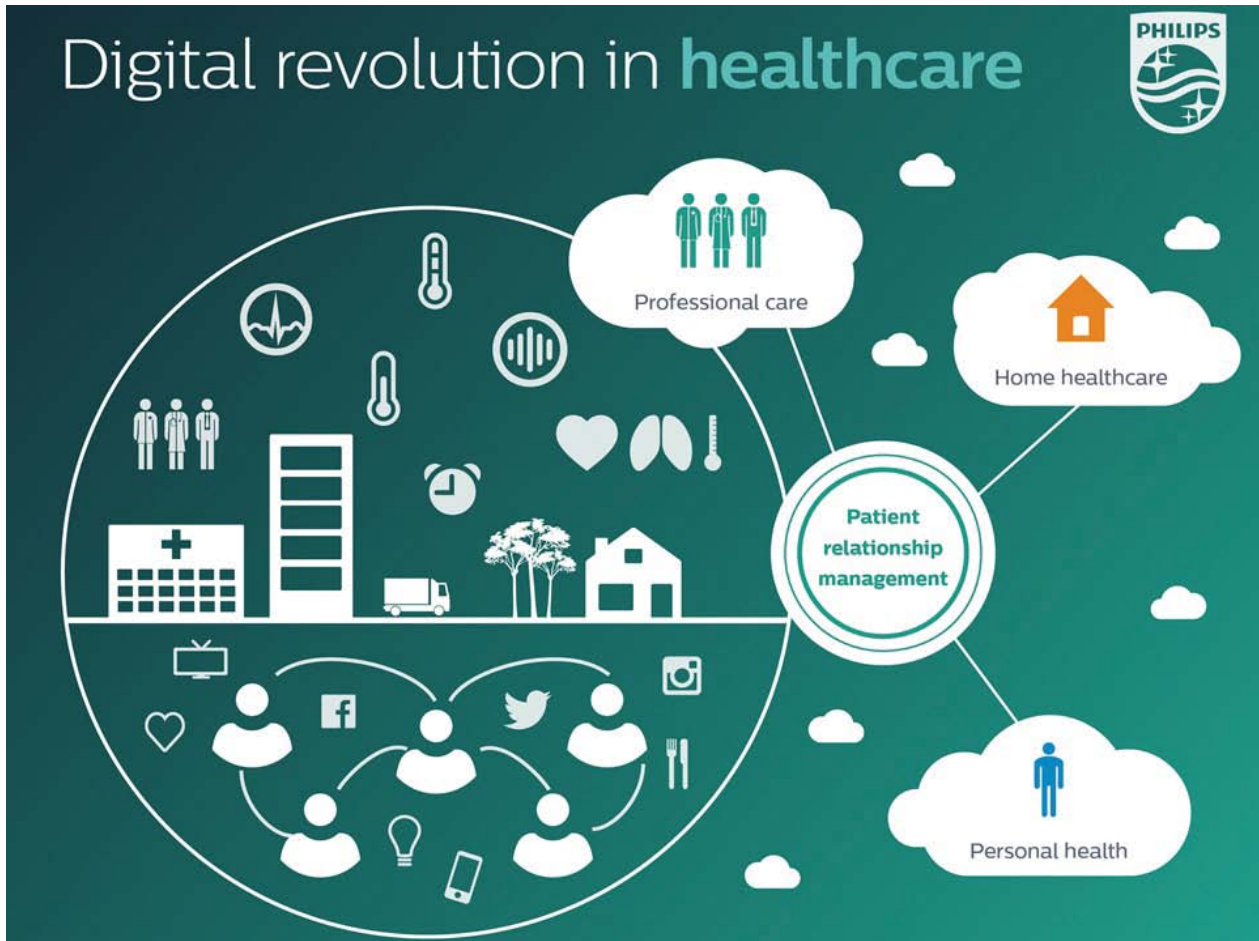 Digital revolution in healthcare
PHILIPS
Professional care
Home healthcare
Patient
relationship
management
Personal health